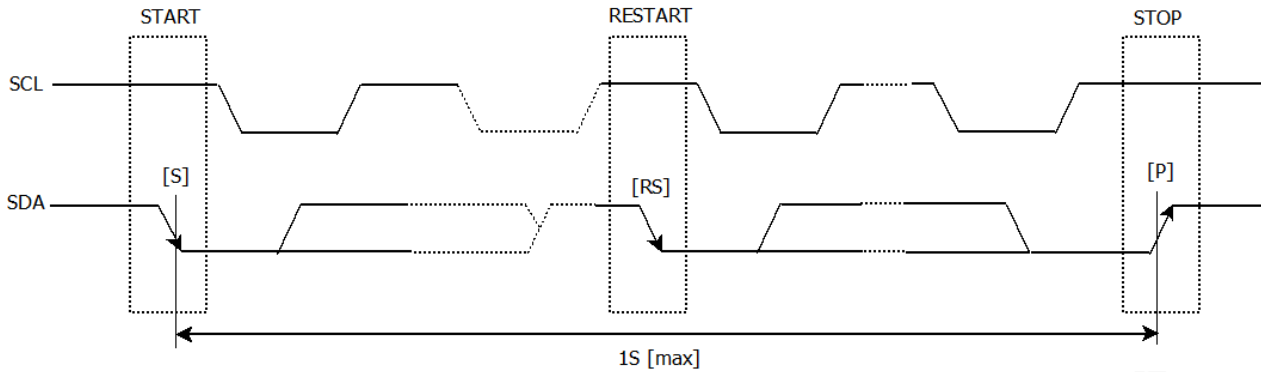 START RESTART STOP
SCL
[S] [RS] [P]
SDA
1S [max]